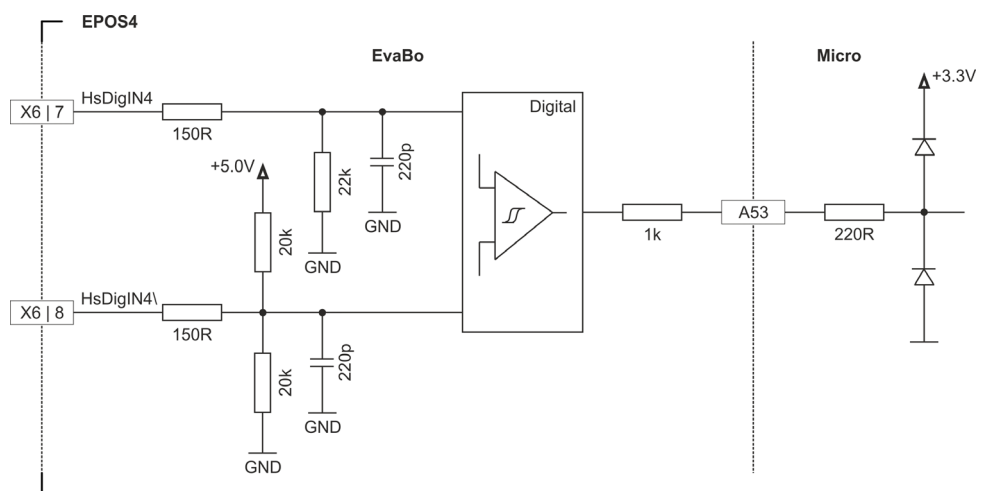 EPOS4
EvaBo
Micro
+3.3V
X6 | 7
HsDigIN4
150R
Digital
22k
220p
GND
GND
+5.0V
20k
1k
A53
220R
X6 | 8
HsDigIN4\
150R
20k
220p
GND
GND